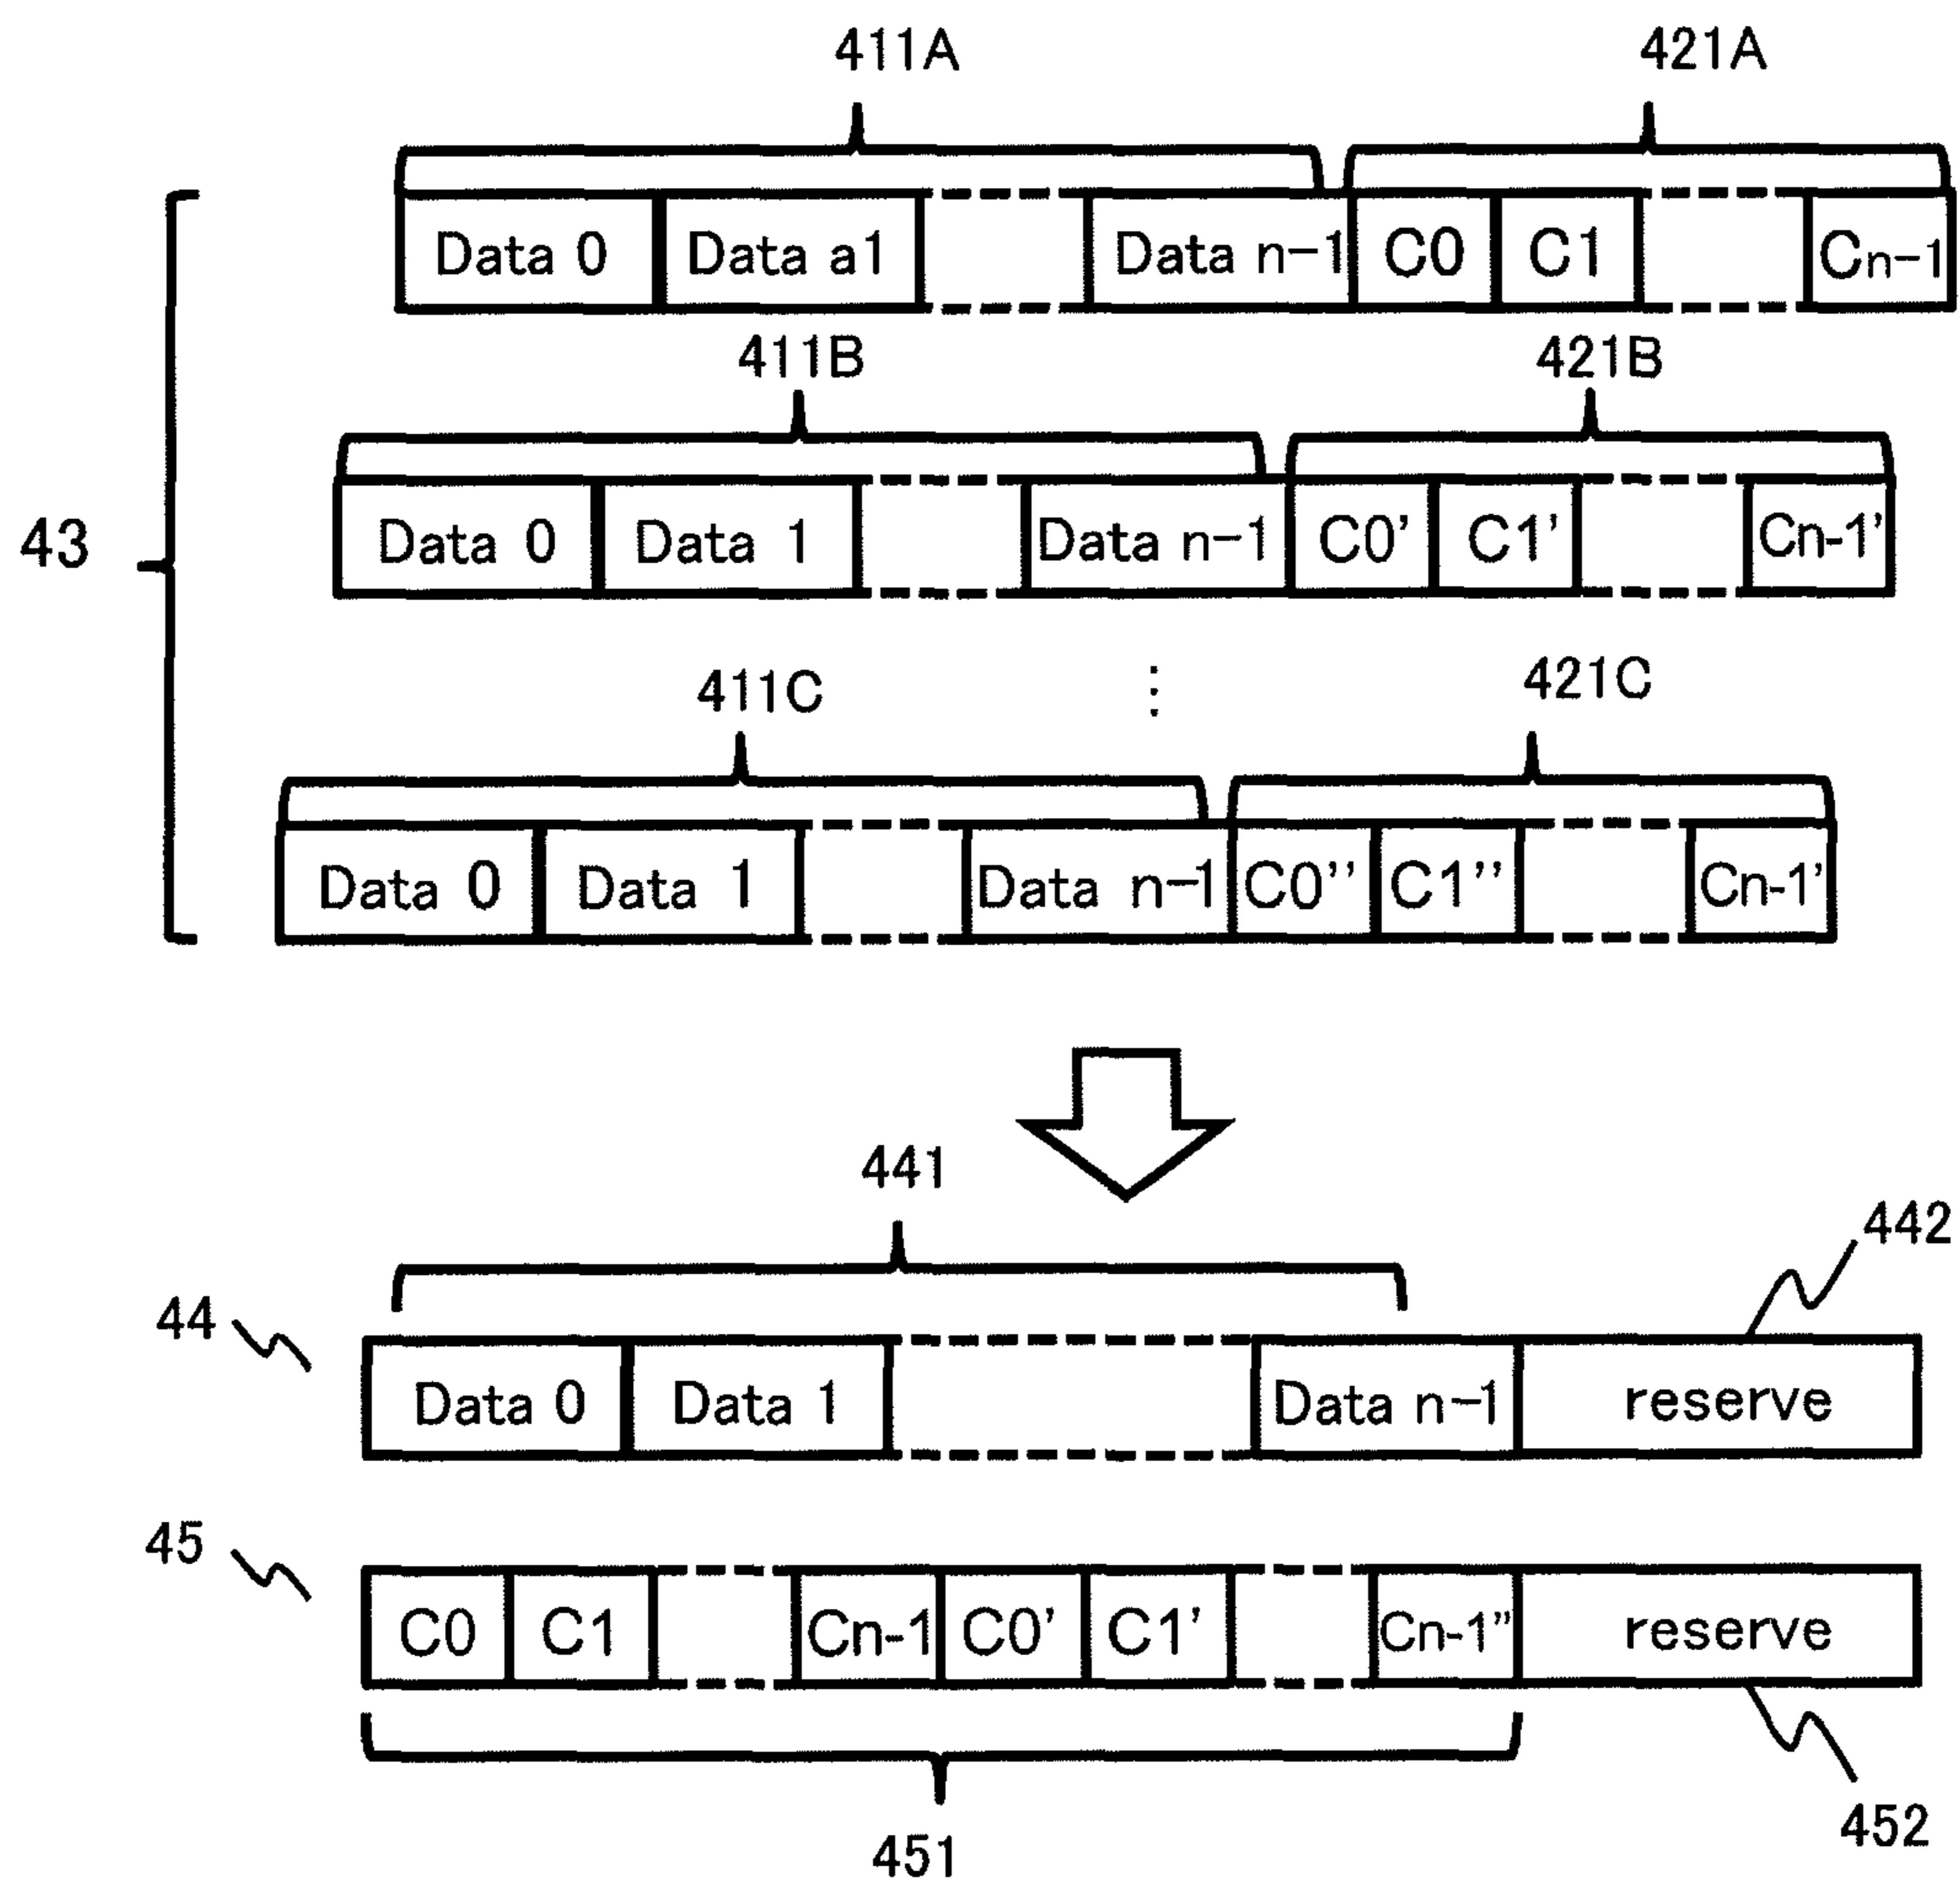 411A 421A
Data 0 Data a1 Data n-1 C0 C1 Cn-1
411B 421B
43
Data 0 Data 1 Data n-1 C0' C1' Cn-1'
411C ⋮ 421C
Data 0 Data 1 Data n-1 C0'' C1'' Cn-1'
441
442
44
Data 0 Data 1 Data n-1 reserve
45
C0 C1 Cn-1 C0' C1' Cn-1'' reserve
451
452